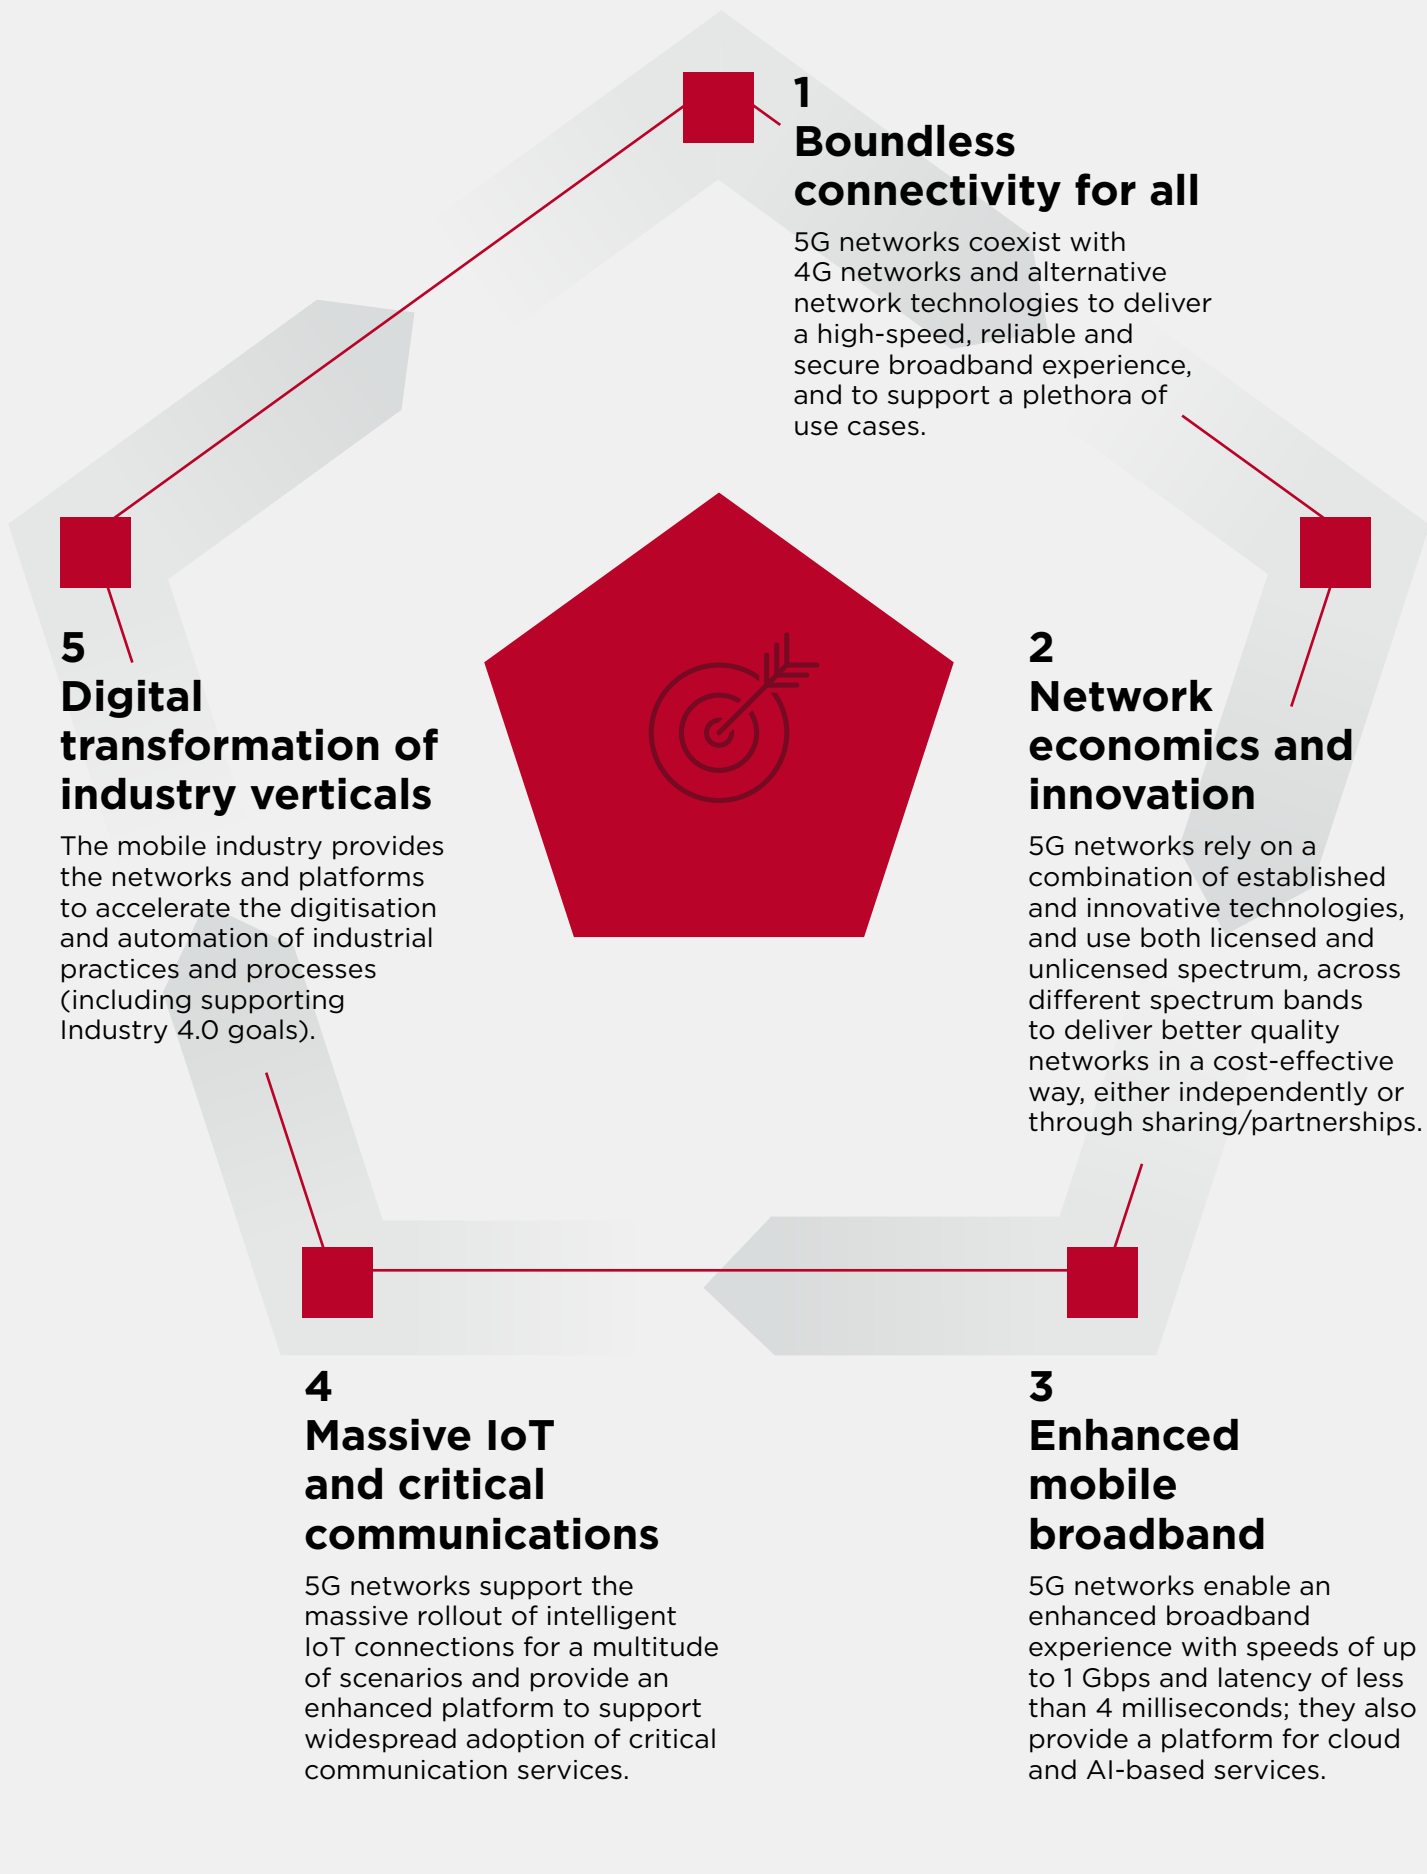 1
Boundless
connectivity for all
5G networks coexist with
4G networks and alternative
network technologies to deliver
a high-speed, reliable and
secure broadband experience,
and to support a plethora of
use cases.
2
Network
economics and
innovation
5G networks rely on a
combination of established
and innovative technologies,
and use both licensed and
unlicensed spectrum, across
different spectrum bands
to deliver better quality
networks in a cost-effective
way, either independently or
through sharing/partnerships.
3
Enhanced
mobile
broadband
5G networks enable an
enhanced broadband
experience with speeds of up
to 1 Gbps and latency of less
than 4 milliseconds; they also
provide a platform for cloud
and AI-based services.
4
Massive IoT
and critical
communications
5G networks support the
massive rollout of intelligent
IoT connections for a multitude
of scenarios and provide an
enhanced platform to support
widespread adoption of critical
communication services.
5
Digital
transformation of
industry verticals
The mobile industry provides
the networks and platforms
to accelerate the digitisation
and automation of industrial
practices and processes
(including supporting
Industry 4.0 goals).